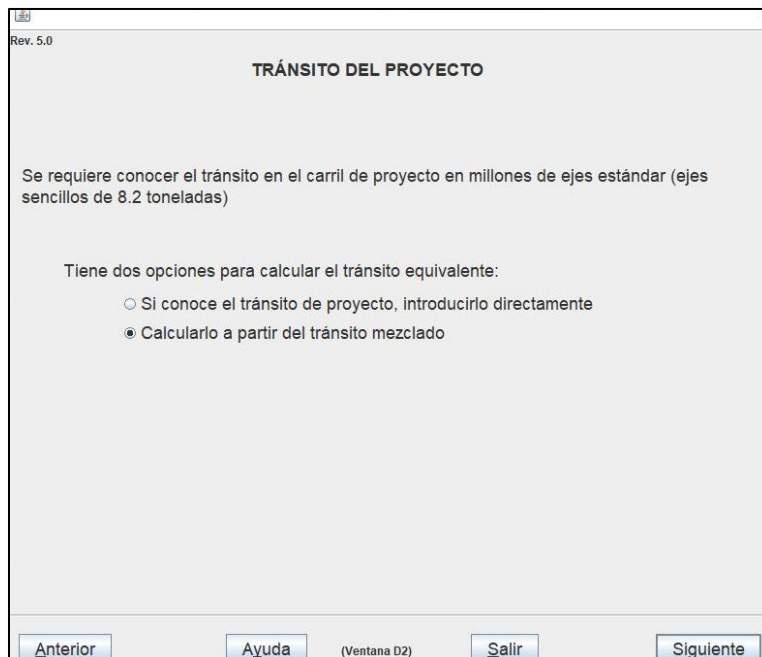 Rev. 5.0
TRÁNSITO DEL PROYECTO
Se requiere conocer el tránsito en el carril de proyecto en millones de ejes estándar (ejes
sencillos de 8.2 toneladas)
Tiene dos opciones para calcular el tránsito equivalente:
Si conoce el tránsito de proyecto, introducirlo directamente
Calcularlo a partir del tránsito mezclado
Anterior Ayuda (Ventana D2) Salir Siguiente